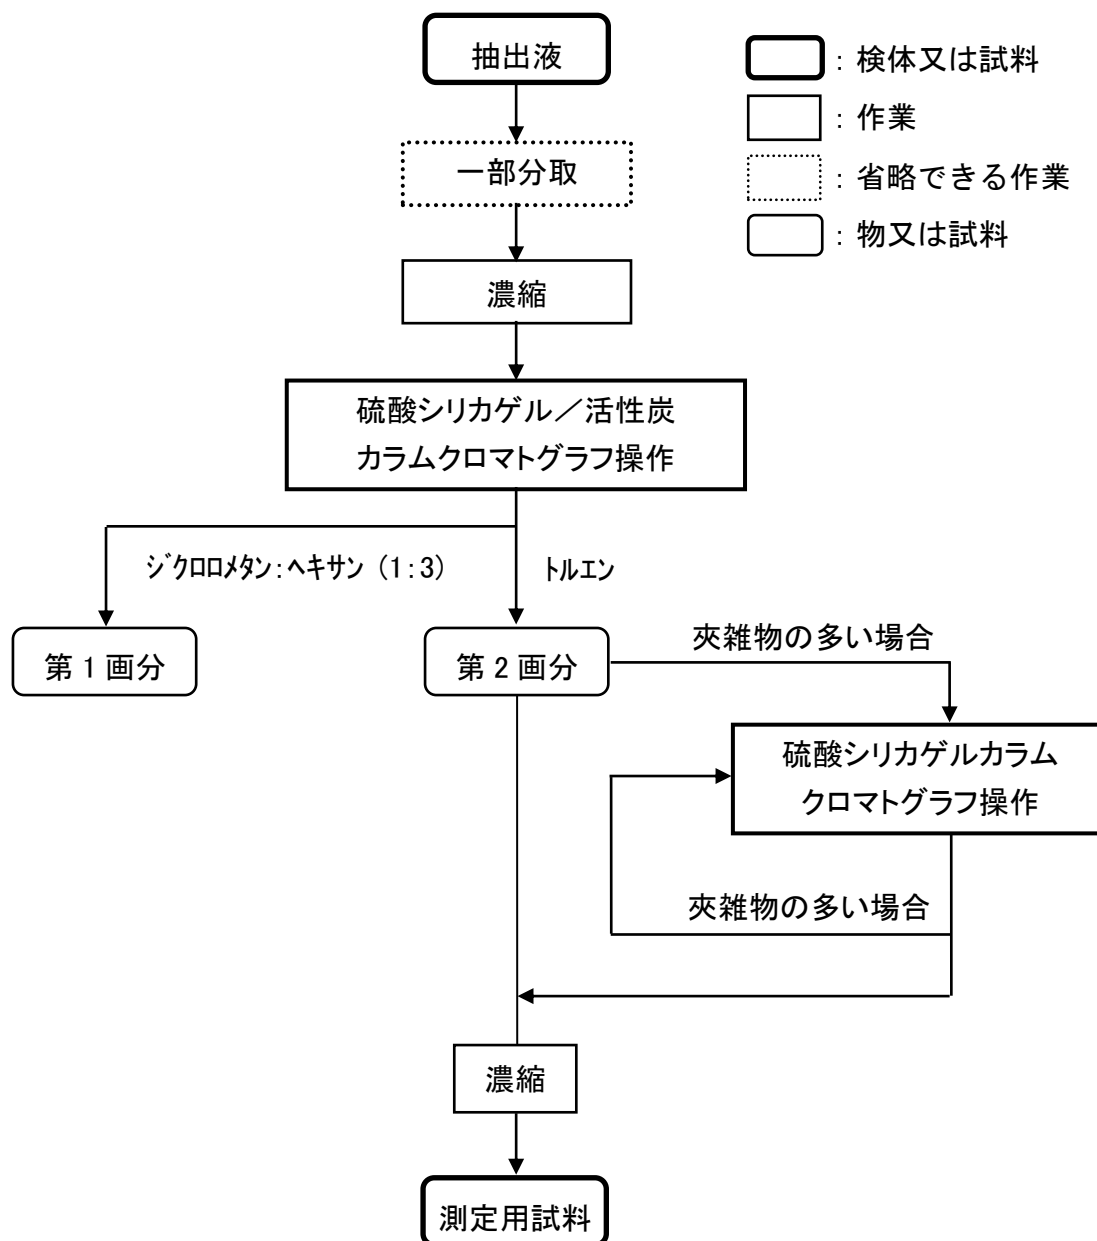 抽出液
：検体又は試料
：作業
一部分取
：省略できる作業
：物又は試料
濃縮
硫酸シリカゲル／活性炭
カラムクロマトグラフ操作
ｼﾞｸﾛﾛﾒﾀﾝ：ﾍｷｻﾝ（1：3）
ﾄﾙｴﾝ
第1画分
第2画分
夾雑物の多い場合
硫酸シリカゲルカラム
クロマトグラフ操作
夾雑物の多い場合
濃縮
測定用試料